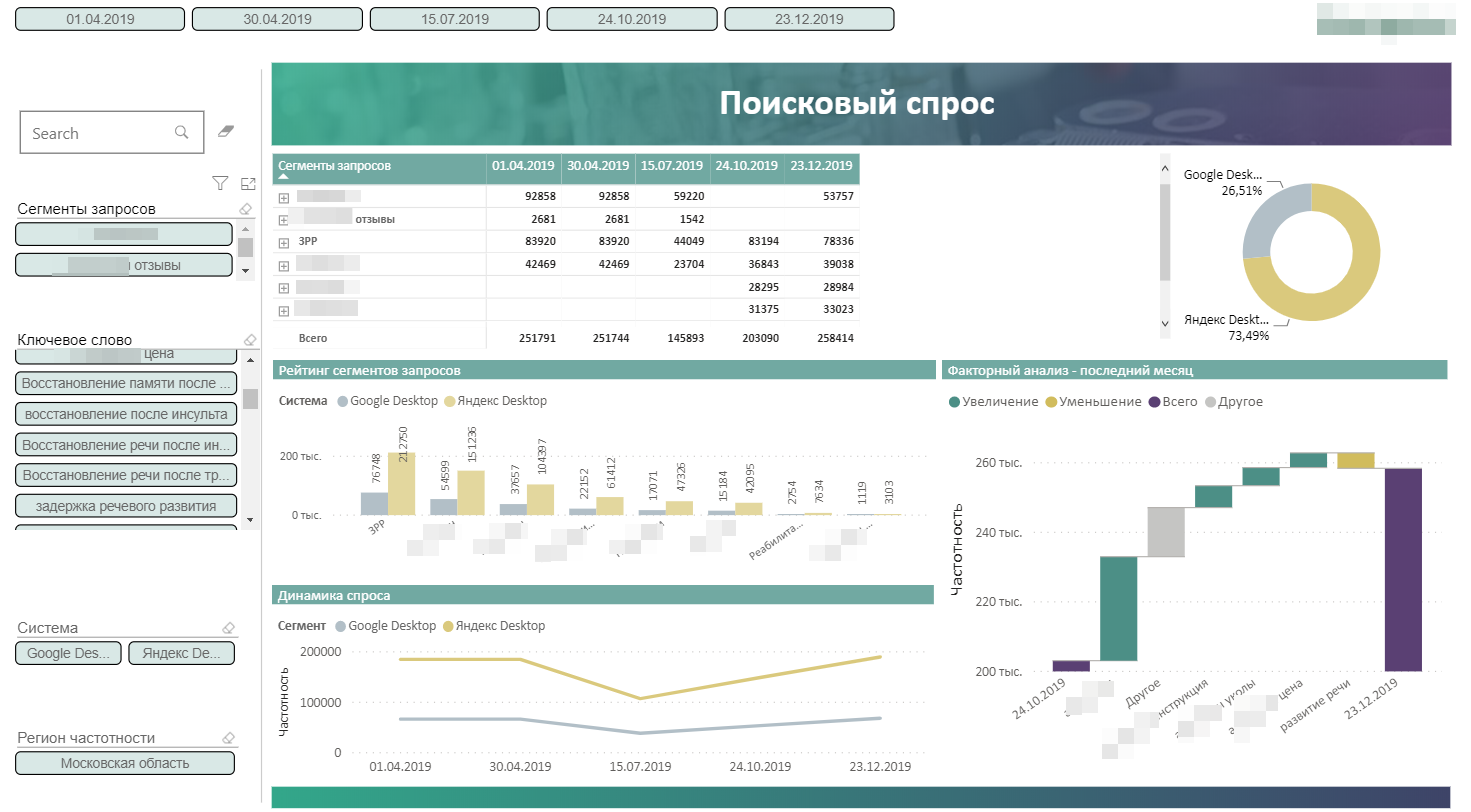 01.04.2019 30.04.2019 15.07.2019 24.10.2019 23.12.2019
Поисковый спрос
Search
Сегменты запросов
отзывы
Ключевое слово
цена
Восстановление памяти после ...
восстановление после инсульта
Восстановление речи после ин...
Восстановление речи после тр...
задержка речевого развития
Система
Google Des... Яндекс De...
Регион частотности
Московская область
Сегменты запросов 01.04.2019 30.04.2019 15.07.2019 24.10.2019 23.12.2019
92858 92858 59220 53757
отзывы 2681 2681 1542
ЗРР 83920 83920 44049 83194 78336
42469 42469 23704 36843 39038
28295 28984
31375 33023
Всего 251791 251744 145893 203090 258414
Google Desk...
26,51%
Яндекс Deskt...
73,49%
Рейтинг сегментов запросов
Система Google Desktop Яндекс Desktop
200 тыс.
0 тыс.
76748 212750 54599 151236 37657 104397 22152 61412 17071 47326 15184 42095 2754 7634 1119 3103
ЗРР Реабилита...
Динамика спроса
Сегмент Google Desktop Яндекс Desktop
Частотность
200000
100000
0
01.04.2019 30.04.2019 15.07.2019 24.10.2019 23.12.2019
Факторный анализ - последний месяц
Увеличение Уменьшение Всего Другое
Частотность
260 тыс.
240 тыс.
220 тыс.
200 тыс.
24.10.2019 Другое уколы цена развитие речи 23.12.2019